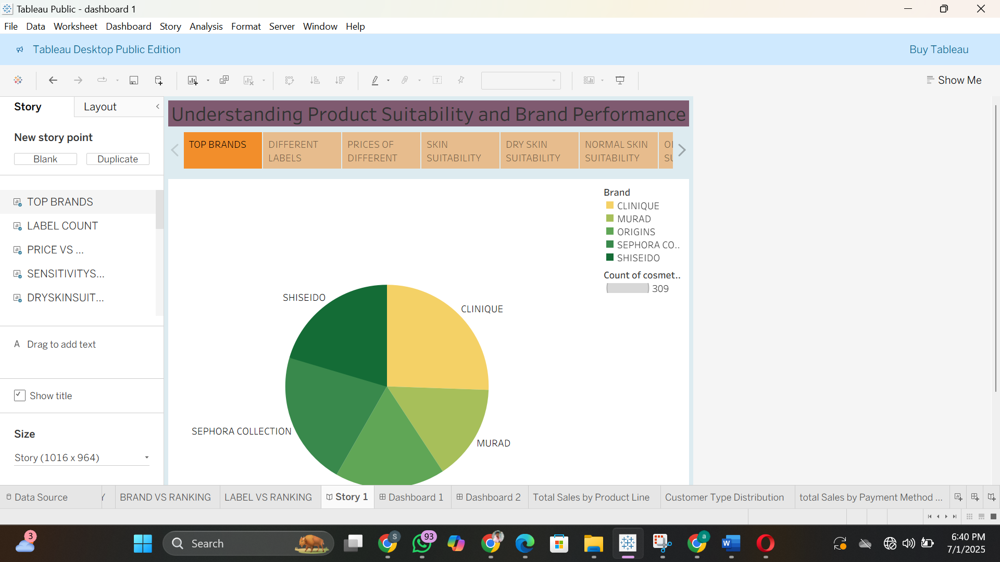 Tableau Public - dashboard 1
File Data Worksheet Dashboard Story Analysis Format Server Window Help
Tableau Desktop Public Edition
Buy Tableau
Show Me
Story
Layout
New story point
Blank
Duplicate
TOP BRANDS
LABEL COUNT
PRICE VS ...
SENSITIVITYS...
DRYSKINSUIT...
A Drag to add text
Show title
Size
Story (1016 x 964)
Understanding Product Suitability and Brand Performance
TOP BRANDS
DIFFERENT
LABELS
PRICES OF
DIFFERENT
SKIN
SUITABILITY
DRY SKIN
SUITABILITY
NORMAL SKIN
SUITABILITY
Brand
CLINIQUE
MURAD
ORIGINS
SEPHORA CO..
SHISEIDO
Count of cosmet..
309
SHISEIDO
CLINIQUE
SEPHORA COLLECTION
MURAD
Data Source
Y
BRAND VS RANKING
LABEL VS RANKING
Story 1
Dashboard 1
Dashboard 2
Total Sales by Product Line
Customer Type Distribution
total Sales by Payment Method ...
3
Search
S
93
a
W
6:40 PM
7/1/2025